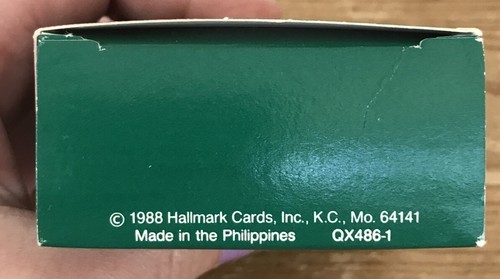 © 1988 Hallmark Cards, Inc., K.C., Mo. 64141
Made in the Philippines QX486-1